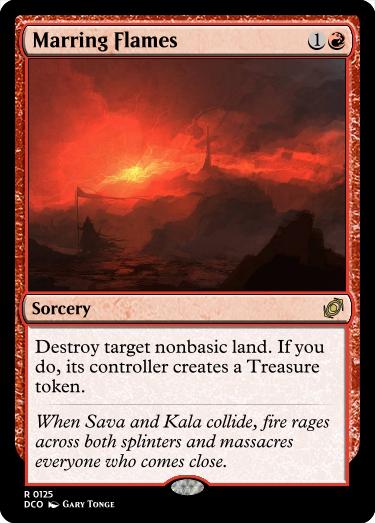 Marring Flames 1
Sorcery
Destroy target nonbasic land. If you
do, its controller creates a Treasure
token.
When Sava and Kala collide, fire rages
across both splinters and massacres
everyone who comes close.
R 0125
DCO Gary Tonge